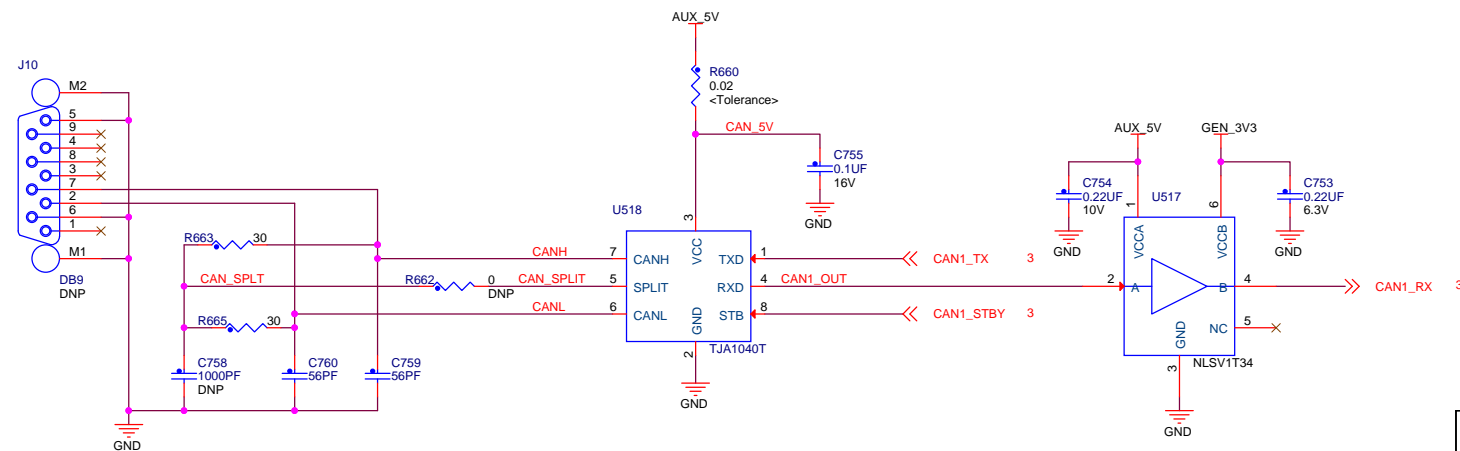 AUX_5V
J10
M2
5
9
4
8
3
7
2
6
1
M1
DB9
DNP
R660
0.02
<Tolerance>
CAN_5V
C755
0.1UF
16V
GND
U518
3
VCC
7
CANH
TXD
1
5
SPLIT
RXD
4
6
CANL
STB
8
GND
2
TJA1040T
GND
R663
30
CAN_SPLT
R662
0
DNP
CANH
CAN_SPLIT
CANL
R665
30
C758
1000PF
DNP
C760
56PF
C759
56PF
GND
CAN1_TX
3
CAN1_OUT
CAN1_STBY
3
AUX_5V
GEN_3V3
C754
0.22UF
10V
GND
U517
C753
0.22UF
6.3V
GND
1
6
VCCA
VCCB
2
A
B
4
CAN1_RX
3
NC
5
GND
3
NLSV1T34
GND